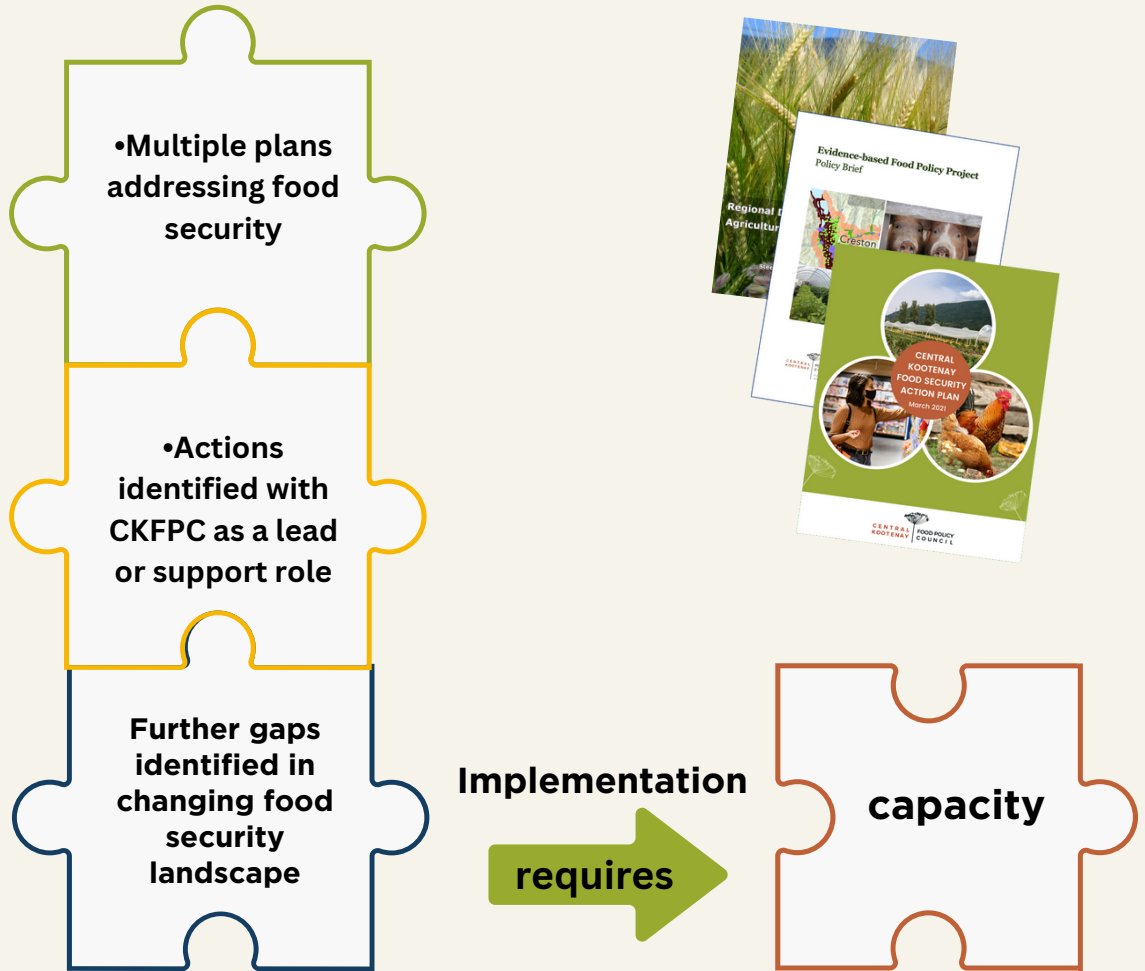 •Multiple plans
addressing food
security
•Actions
identified with
CKFPC as a lead
or support role
Further gaps
identified in
changing food
security
landscape
Implementation
requires
capacity
Regional
Agricultu
Evidence-based Food Policy Project
Policy Brief
Creston
CENTRAL
KOOTENAY
FOOD SECURITY
ACTION PLAN
March 2021
CENTRAL
KOOTENAY
FOOD POLICY
COUNCIL